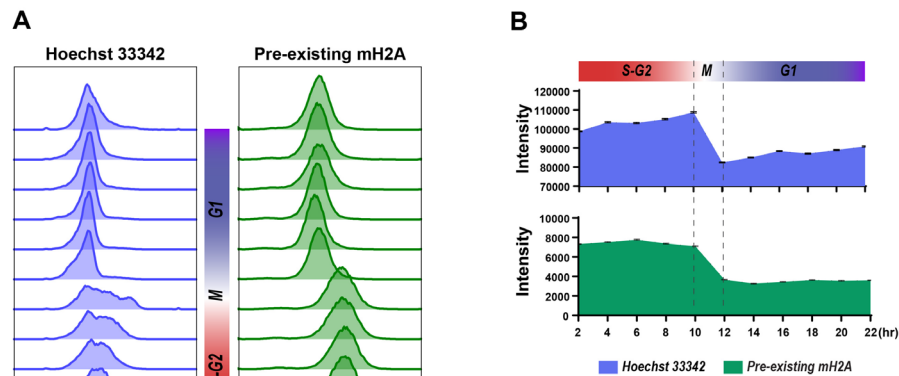 A
Hoechst 33342
Pre-existing mH2A
G1
M
-G2
B
S-G2 M G1
Intensity
120000
110000
100000
90000
80000
70000
Intensity
10000
8000
6000
4000
2000
0
2 4 6 8 10 12 14 16 18 20 22(hr)
Hoechst 33342 Pre-existing mH2A